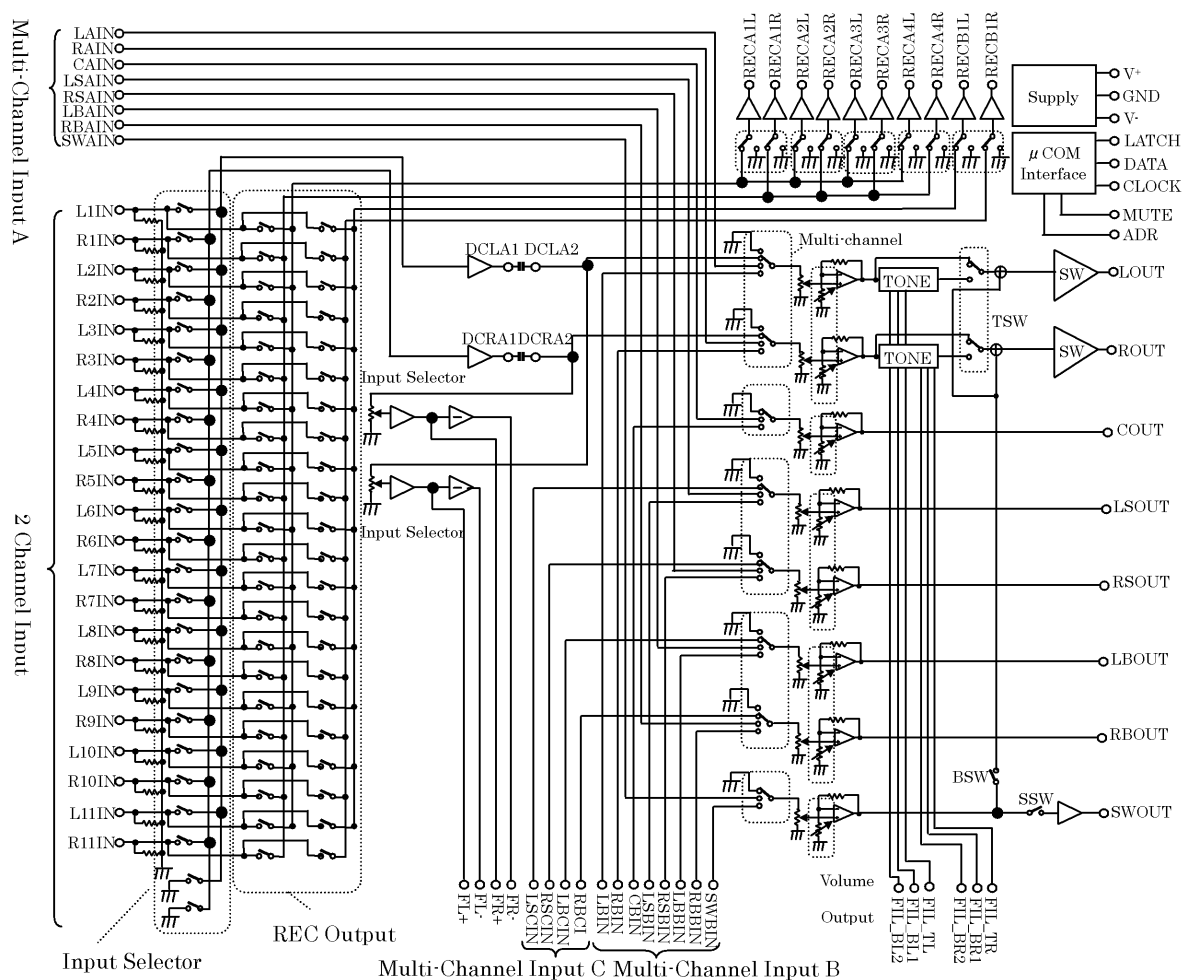 Multi-Channel Input A
LAIN
RAIN
CAIN
LSAIN
RSAIN
LBAIN
RBAIN
SWAIN
RECA1L
RECA1R
RECA2L
RECA2R
RECA3L
RECA3R
RECA4L
RECA4R
RECB1L
RECB1R
Supply
V+
GND
V-
μ COM
Interface
LATCH
DATA
CLOCK
MUTE
ADR
2 Channel Input
L1IN
R1IN
L2IN
R2IN
L3IN
R3IN
L4IN
R4IN
L5IN
R5IN
L6IN
R6IN
L7IN
R7IN
L8IN
R8IN
L9IN
R9IN
L10IN
R10IN
L11IN
R11IN
DCLA1 DCLA2
DCRA1DCRA2
Input Selector
Input Selector
Multi-channel
TONE
TONE
TSW
SW
SW
LOUT
ROUT
COUT
LSOUT
RSOUT
LBOUT
RBOUT
BSW
SSW
SWOUT
Volume
Output
FL+
FL-
FR+
FR-
LSCIN
RSCIN
LBCIN
RBCI
LBIN
RBIN
CBIN
LSBIN
RSBIN
LBBIN
RBBIN
SWBIN
FIL_BL2
FIL_BL1
FIL_TL
FIL_BR2
FIL_BR1
FIL_TR
Input Selector
REC Output
Multi-Channel Input C
Multi-Channel Input B